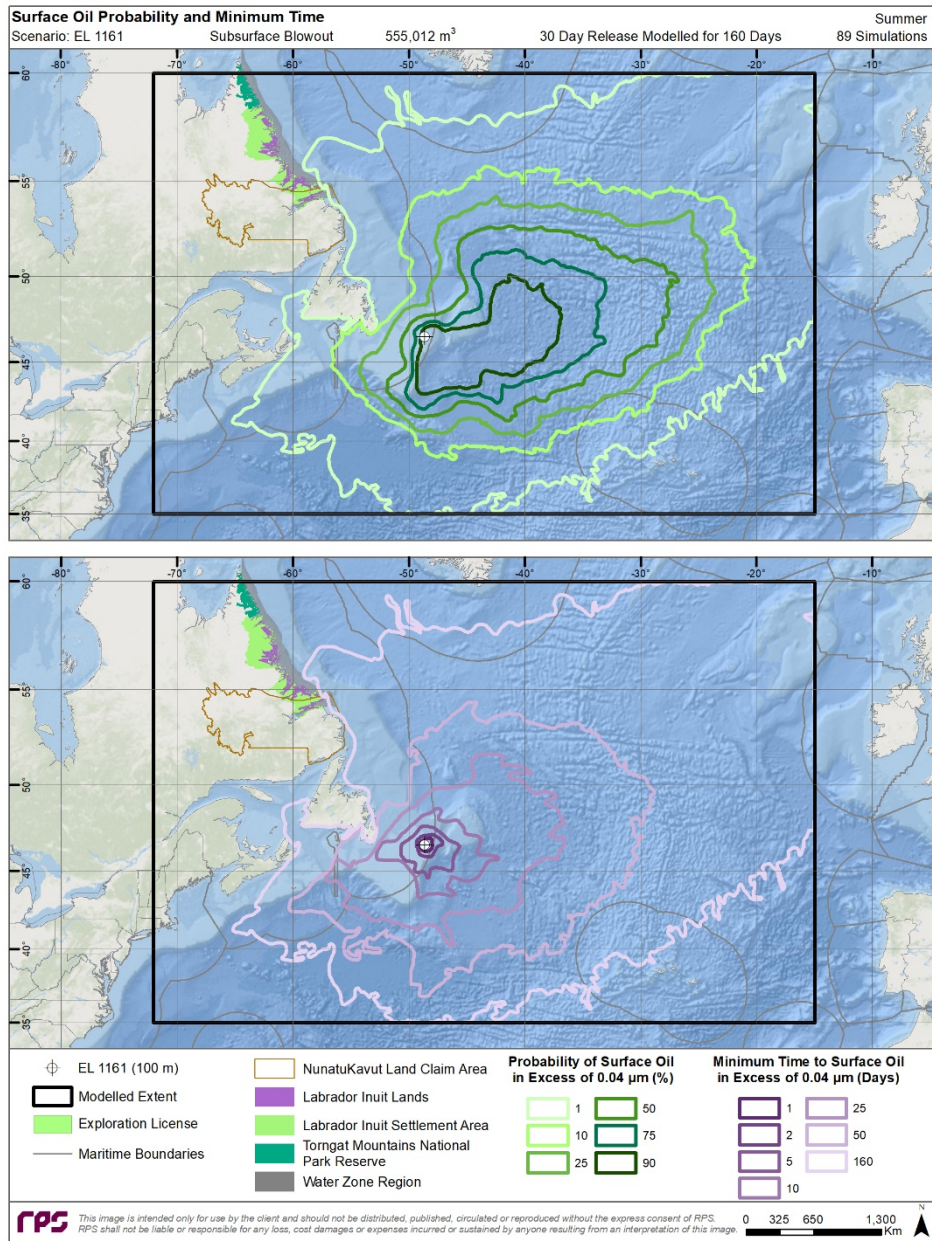 Surface Oil Probability and Minimum Time
Summer
Scenario: EL 1161 Subsurface Blowout 555,012 m³ 30 Day Release Modelled for 160 Days 89 Simulations
-80° -70° -60° -50° -40° -30° -20° -10°
60°
55°
50°
45°
40°
35°
-80° -70° -60° -50° -40° -30° -20° -10°
60°
55°
50°
45°
40°
35°
EL 1161 (100 m)
Modelled Extent
Exploration License
Maritime Boundaries
NunatuKavut Land Claim Area
Labrador Inuit Lands
Labrador Inuit Settlement Area
Torngat Mountains National
Park Reserve
Water Zone Region
Probability of Surface Oil
in Excess of 0.04 µm (%)
1 50
10 75
25 90
Minimum Time to Surface Oil
in Excess of 0.04 µm (Days)
1 25
2 50
5 160
10
rps
This image is intended only for use by the client and should not be distributed, published, circulated or reproduced without the express consent of RPS.
RPS shall not be liable or responsible for any loss, cost damages or expenses incurred or sustained by anyone resulting from an interpretation of this image.
0 325 650 1,300
Km
N